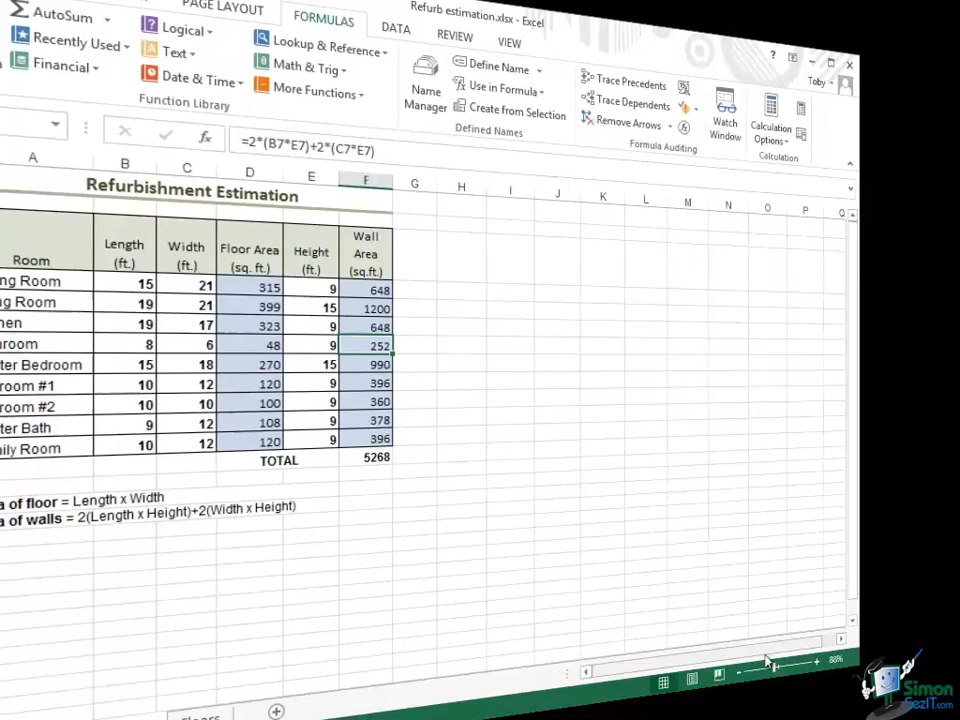 PAGE LAYOUT FORMULAS DATA REVIEW VIEW Refurb estimation.xlsx - Excel
Toby
AutoSum Recently Used Financial
Logical Text Date & Time
Lookup & Reference Math & Trig More Functions
Function Library
Name Manager Define Name Use in Formula Create from Selection
Defined Names
Trace Precedents Trace Dependents Remove Arrows
Formula Auditing
Watch Window
Calculation Options
Calculation
fx =2*(B7*E7)+2*(C7*E7)
A B C D E F G H I J K L M N O P Q
Refurbishment Estimation
Room Length (ft.) Width (ft.) Floor Area (sq. ft.) Height (ft.) Wall Area (sq.ft.)
ng Room 15 21 315 9 648
ng Room 19 21 399 15 1200
hen 19 17 323 9 648
hroom 8 6 48 9 252
ter Bedroom 15 18 270 15 990
room #1 10 12 120 9 396
room #2 10 10 100 9 360
ter Bath 9 12 108 9 378
ily Room 10 12 120 9 396
TOTAL 5268
a of floor = Length x Width
a of walls = 2(Length x Height)+2(Width x Height)
88%
Simon
SezIT.com